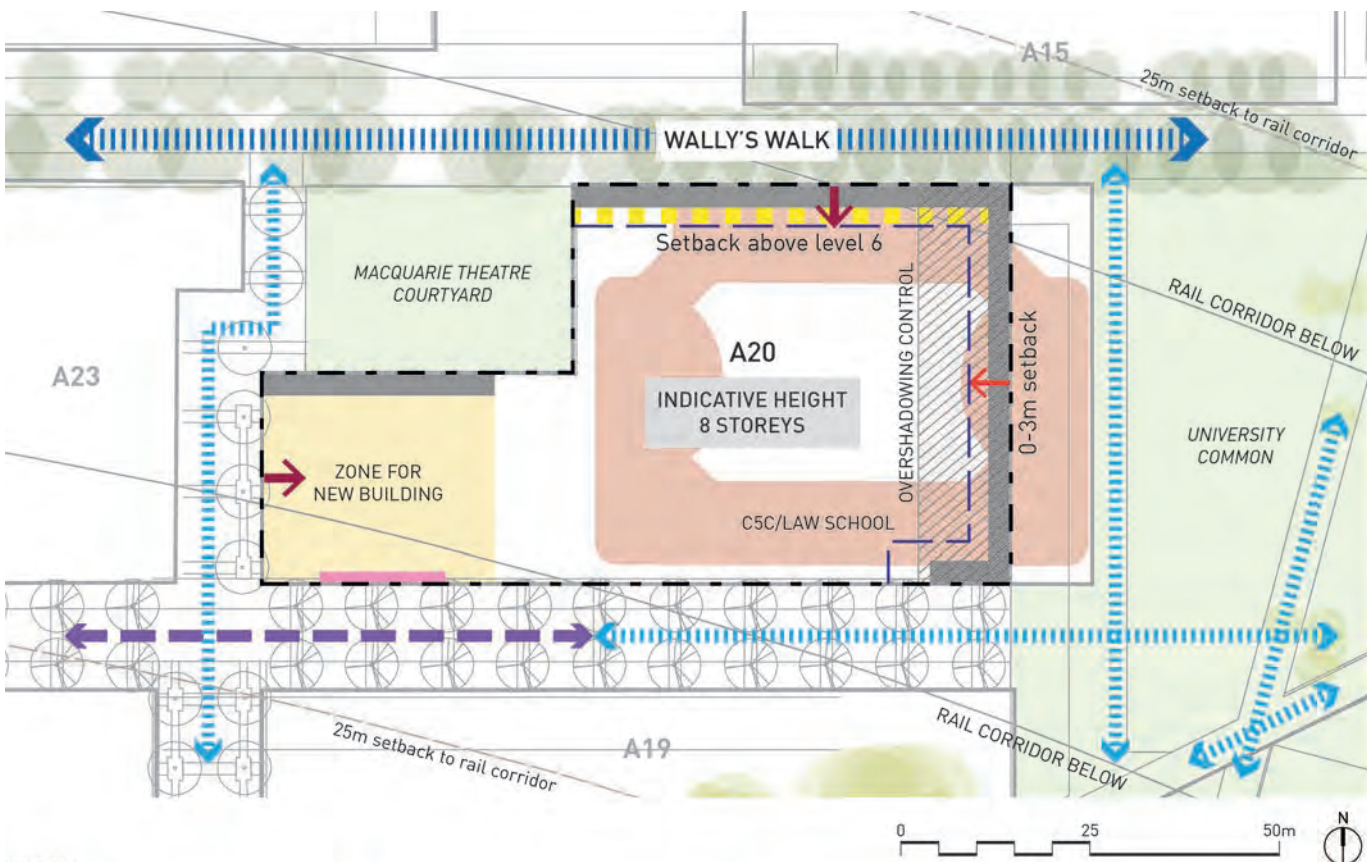 A15
25m setback to rail corridor
WALLY'S WALK
Setback above level 6
MACQUARIE THEATRE
COURTYARD
OVERSHADOWING CONTROL
RAIL CORRIDOR BELOW
A23
A20
0-3m setback
INDICATIVE HEIGHT
8 STOREYS
UNIVERSITY
COMMON
ZONE FOR
NEW BUILDING
C5C/LAW SCHOOL
RAIL CORRIDOR BELOW
25m setback to rail corridor
A19
0
25
50m
N